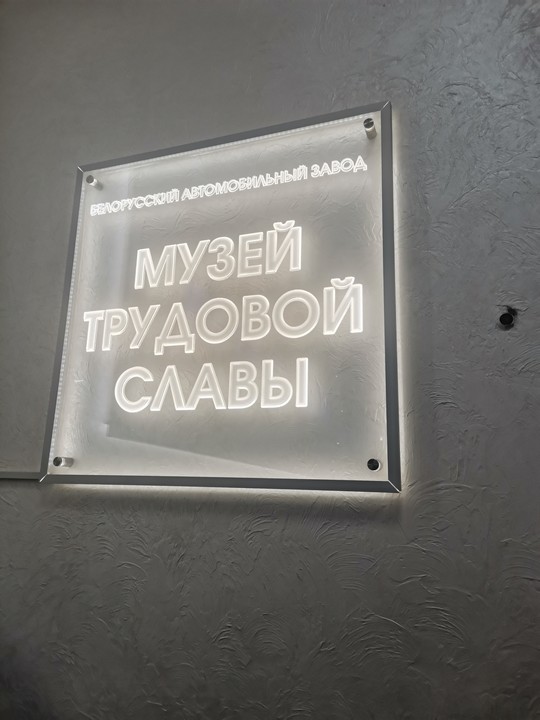 БЕЛОРУССКИЙ АВТОМОБИЛЬНЫЙ ЗАВОД
МУЗЕЙ
ТРУДОВОЙ
СЛАВЫ